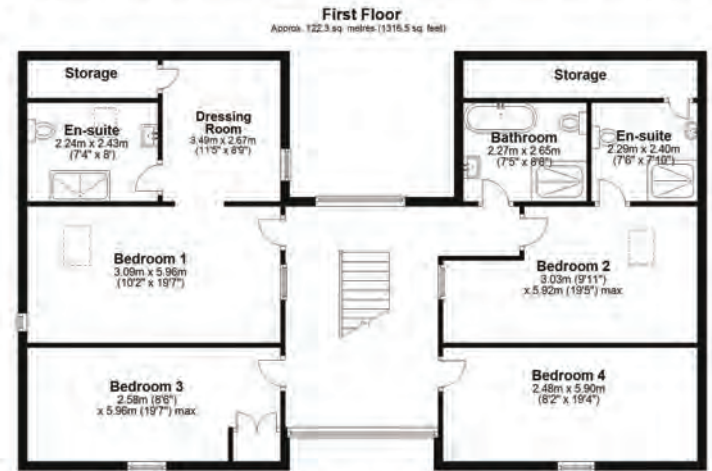 First Floor
Approx. 122.3 sq. metres (1316.5 sq. feet)
Storage
En-suite
2.24m x 2.43m
(7'4" x 8')
Dressing
Room
3.49m x 2.67m
(11'5" x 8'9")
Storage
Bathroom
2.27m x 2.65m
(7'5" x 8'8")
En-suite
2.29m x 2.40m
(7'6" x 7'10")
Bedroom 1
3.09m x 5.96m
(10'2" x 19'7")
Bedroom 2
3.03m (9'11")
x 5.92m (19'5") max
Bedroom 3
2.58m (8'6")
x 5.96m (19'7") max
Bedroom 4
2.48m x 5.90m
(8'2" x 19'4")